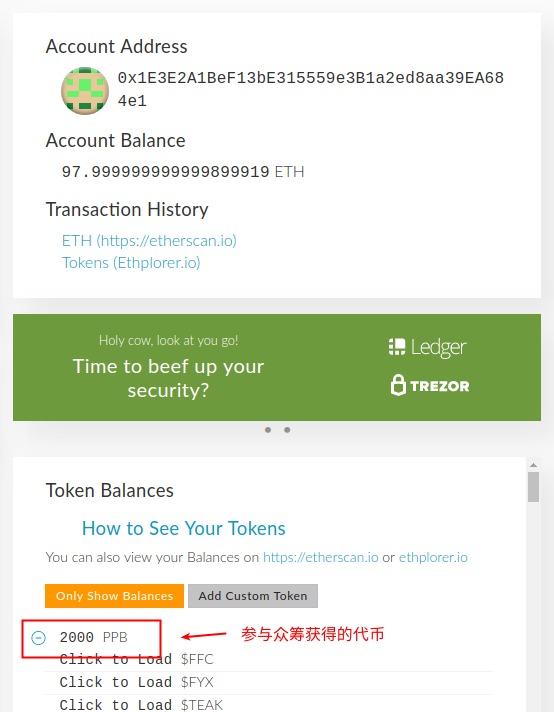 Account Address
0x1E3E2A1BeF13bE315559e3B1a2ed8aa39EA68
4e1
Account Balance
97.999999999999899919 ETH
Transaction History
ETH (https://etherscan.io)
Tokens (Ethplorer.io)
Holy cow, look at you go!
Time to beef up your
security?
Ledger
TREZOR
Token Balances
How to See Your Tokens
You can also view your Balances on https://etherscan.io or ethplorer.io
Only Show Balances
Add Custom Token
2000 PPB
参与众筹获得的代币
Click to Load $FFC
Click to Load $FYX
Click to Load $TEAK